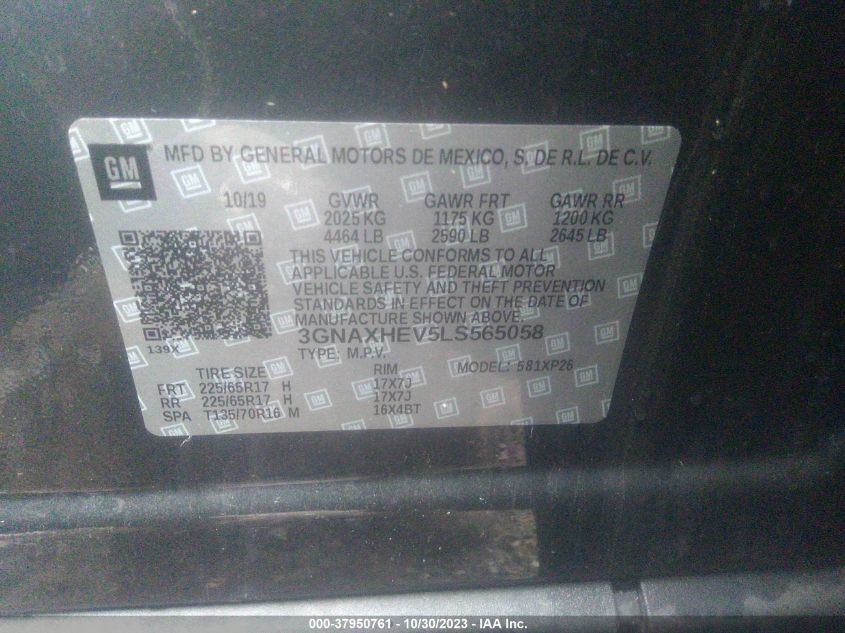 GM MFD BY GENERAL MOTORS DE MEXICO, S. DE R.L. DE C.V.
10/19 GVWR GAWR FRT GAWR RR
2025 KG 1175 KG 1200 KG
4464 LB 2590 LB 2645 LB
THIS VEHICLE CONFORMS TO ALL
APPLICABLE U.S. FEDERAL MOTOR
VEHICLE SAFETY AND THEFT PREVENTION
STANDARDS IN EFFECT ON THE DATE OF
MANUFACTURE SHOWN ABOVE.
3GNAXHEV5LS565058
139X TYPE: M.P.V. MODEL: 581XP26
TIRE SIZE RIM
FRT 225/65R17 H 17X7J
RR 225/65R17 H 17X7J
SPA T135/70R16 M 16X4BT
000-37950761 - 10/30/2023 - IAA Inc.